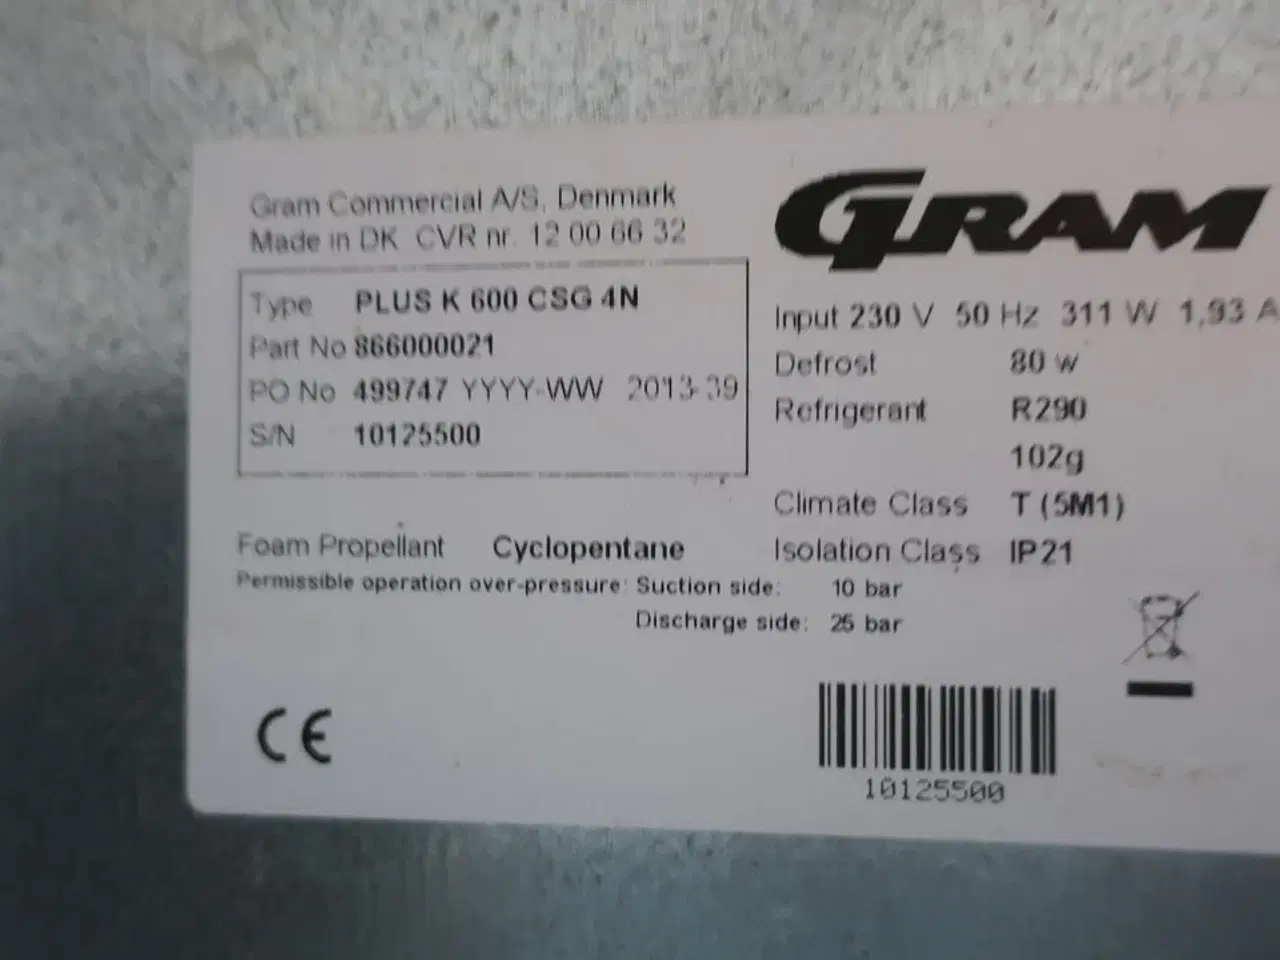 Gram Commercial A/S, Denmark
Made in DK CVR nr. 12 00 66 32
Type PLUS K 600 CSG 4N
Part No 866000021
PO No 499747 YYYY-WW 2013-39
S/N 10125500
Foam Propellant Cyclopentane
Permissible operation over-pressure: Suction side: 10 bar
Discharge side: 25 bar
CE
GRAM
Input 230 V 50 Hz 311 W 1,93 A
Defrost 80 w
Refrigerant R290
102g
Climate Class T (5M1)
Isolation Class IP21
10125500